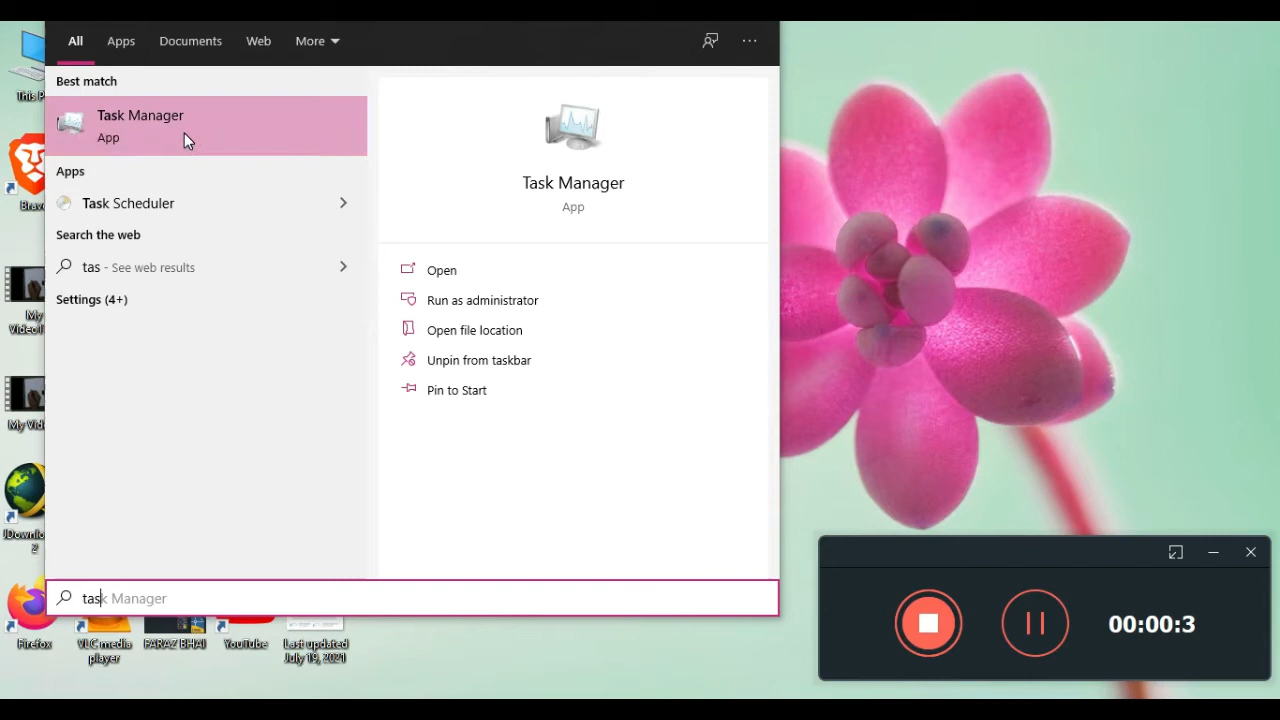 All Apps Documents Web More
Best match
Task Manager
App
Apps
Task Scheduler
Search the web
tas - See web results
Settings (4+)
Task Manager
App
Open
Run as administrator
Open file location
Unpin from taskbar
Pin to Start
task Manager
This P
Brav
My
Video
My Vid
JDownlo
2
Firefox
VLC media
player
FARAZ BHAI
YouTube
Last updated
July 19, 2021
00:00:3